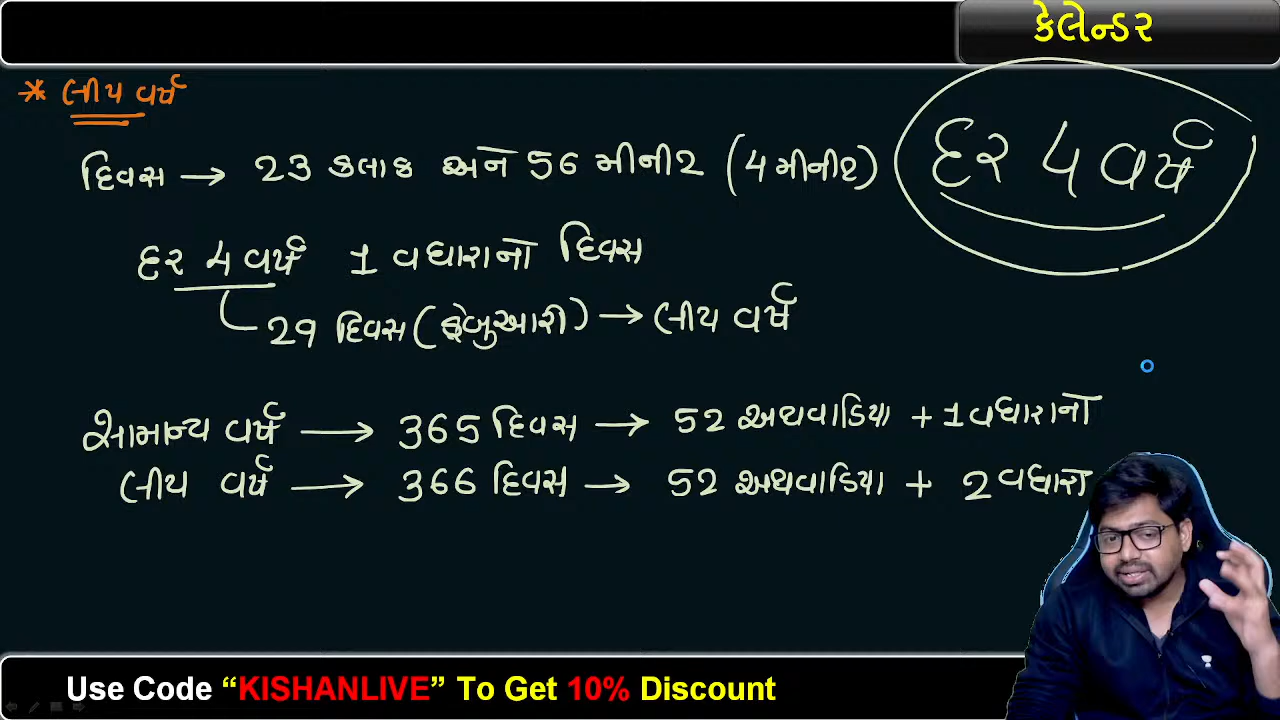 કેલેન્ડર
* લીપ વર્ષ
દર 4 વર્ષે
દિવસ → 23 કલાક અને 56 મીનીટ (4 મીનીટ)
દર 4 વર્ષે 1 વધારાનો દિવસ
29 દિવસ (ફેબ્રુઆરી) → લીપ વર્ષ
સામાન્ય વર્ષ → 365 દિવસ → 52 અથવાડિયા + 1 વધારાનો
લીપ વર્ષ → 366 દિવસ → 52 અથવાડિયા + 2 વધારા
Use Code “KISHANLIVE” To Get 10% Discount